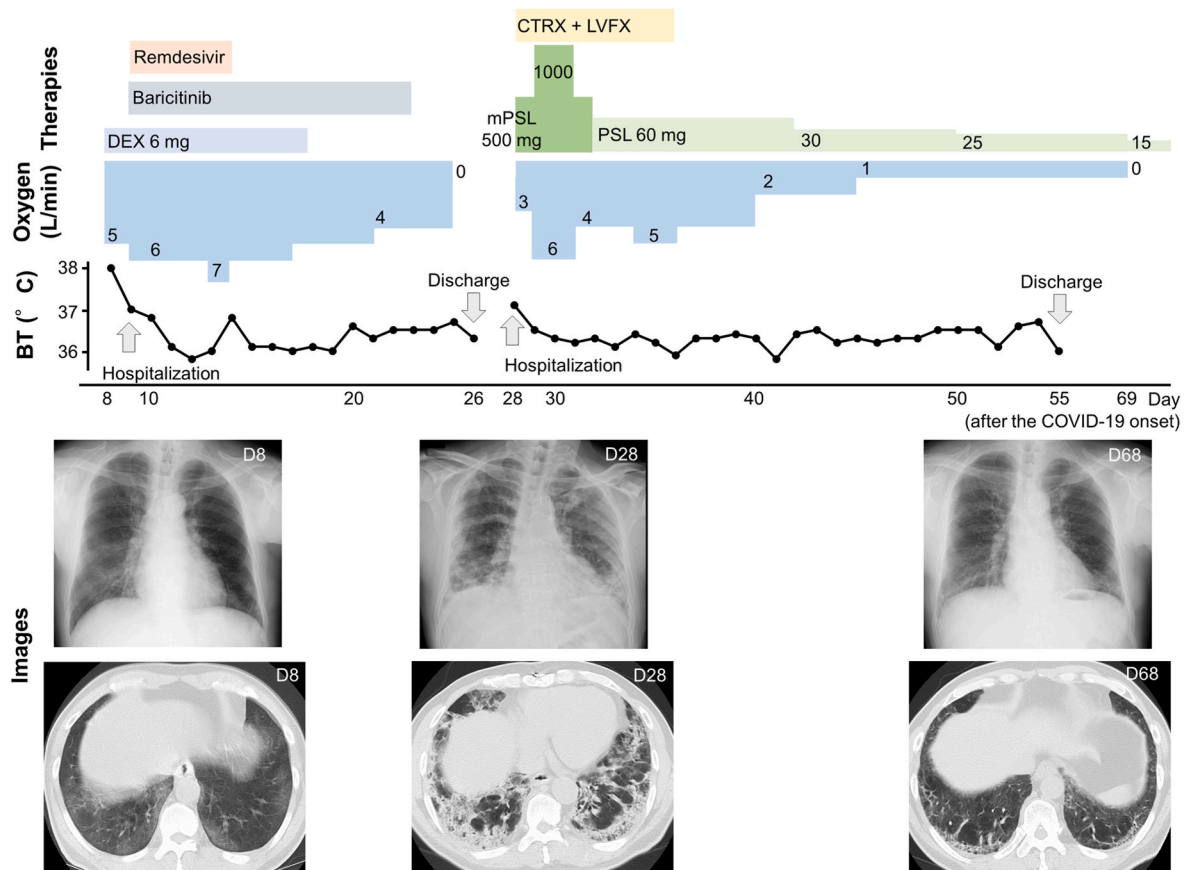 CTRX + LVFX
Remdesivir
1000
Baricitinib
mPSL
500 mg
DEX 6 mg
PSL 60 mg
30
25
15
Therapies
0
1
0
2
3
4
4
5
5
6
6
7
Oxygen
(L/min)
38
37
36
BT (° C)
Discharge
Discharge
Hospitalization
Hospitalization
8
10
20
26
28
30
40
50
55
69
Day
(after the COVID-19 onset)
D8
D28
D68
Images
D8
D28
D68